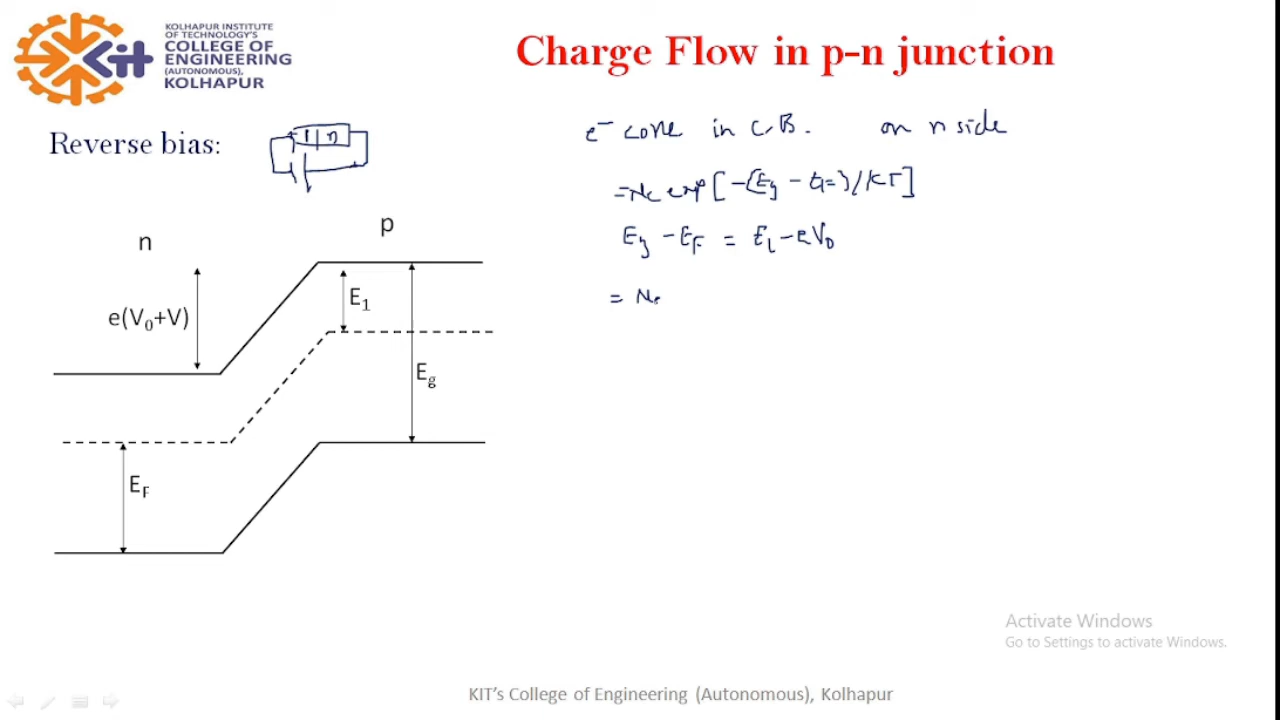 KOLHAPUR INSTITUTE
OF TECHNOLOGY'S
COLLEGE OF
ENGINEERING
(AUTONOMOUS),
KOLHAPUR
Kit
Charge Flow in p-n junction
Reverse bias:
n
e⁻ conc in C.B. on n side
= Nc exp[-(Eg - EF)/KT]
Eg - EF = E1 - eV0
= Nc
n
p
e(V₀+V)
E₁
Eg
EF
Activate Windows
Go to Settings to activate Windows.
KIT's College of Engineering (Autonomous), Kolhapur